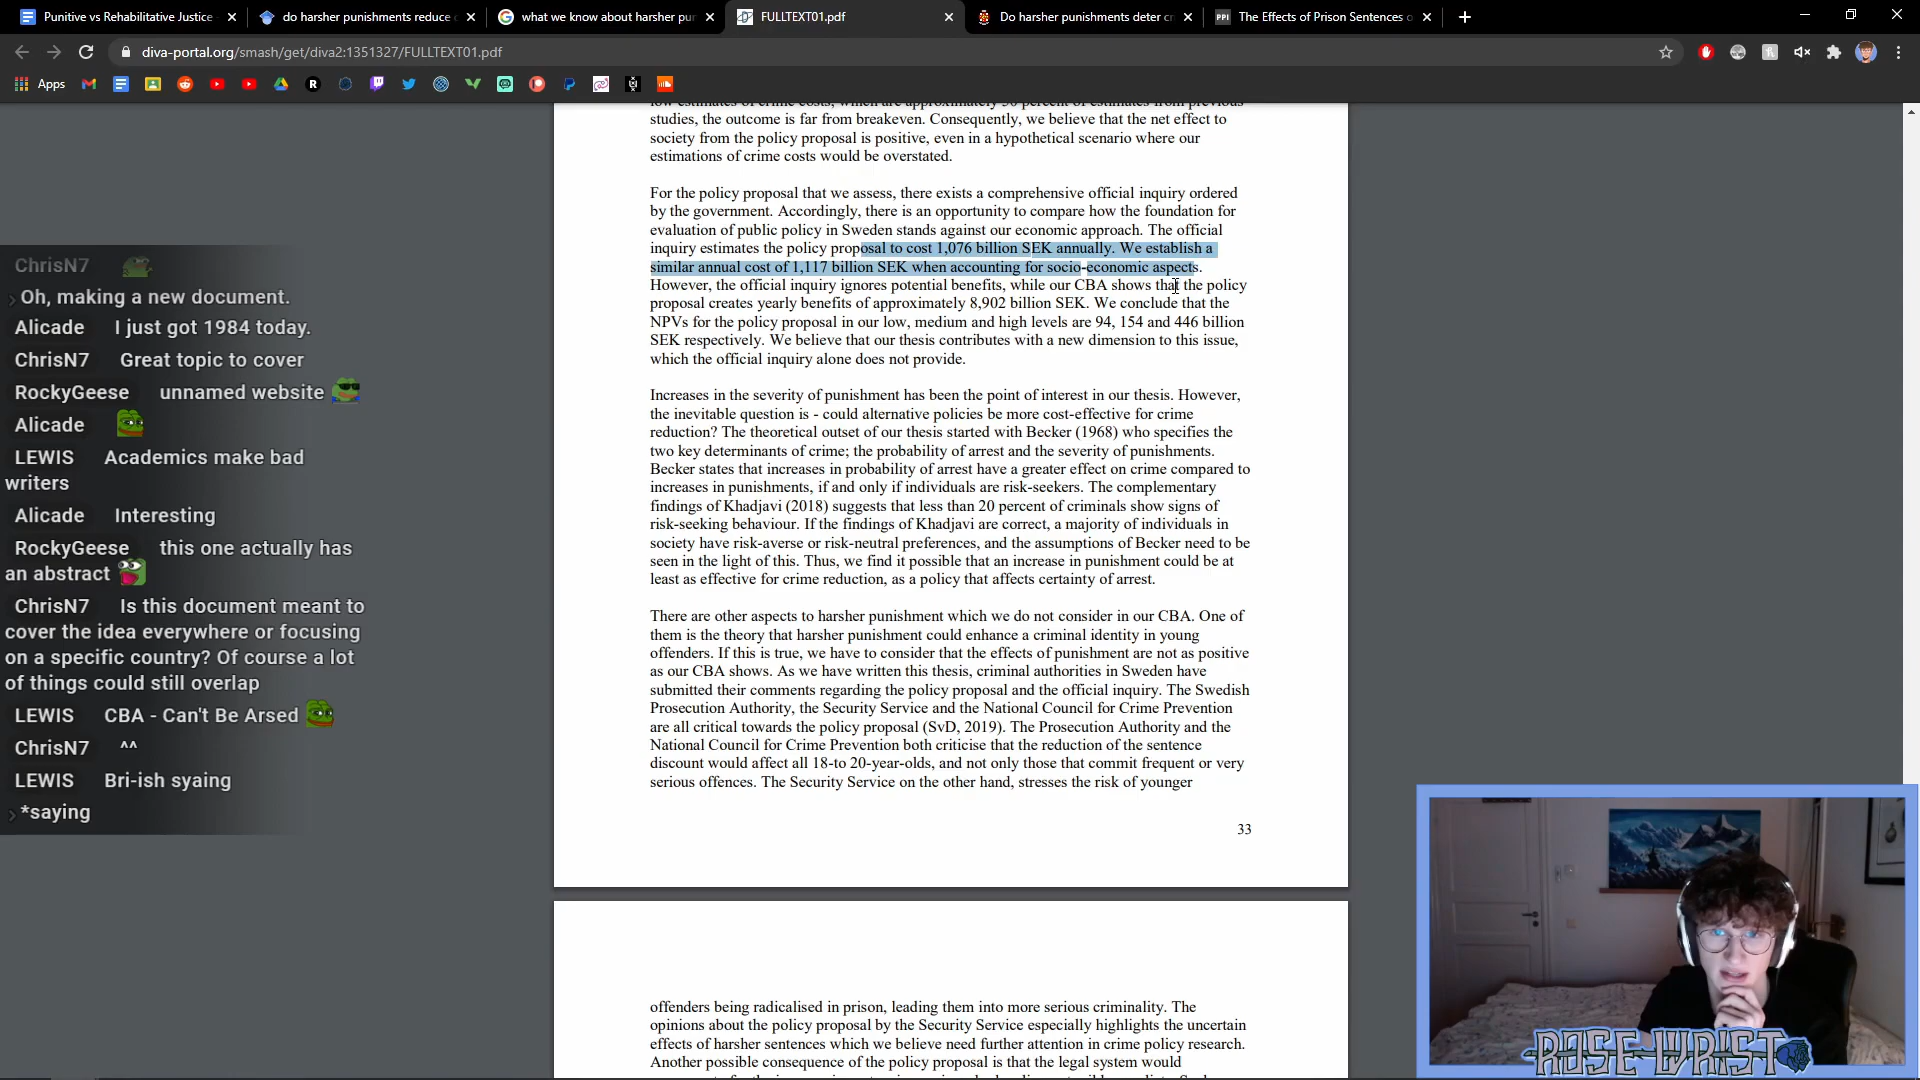 Punitive vs Rehabilitative Justice
do harsher punishments reduce c
what we know about harsher pun
FULLTEXT01.pdf
Do harsher punishments deter cr
PPI The Effects of Prison Sentences o
diva-portal.org/smash/get/diva2:1351327/FULLTEXT01.pdf
Apps
studies, the outcome is far from breakeven. Consequently, we believe that the net effect to
society from the policy proposal is positive, even in a hypothetical scenario where our
estimations of crime costs would be overstated.
For the policy proposal that we assess, there exists a comprehensive official inquiry ordered
by the government. Accordingly, there is an opportunity to compare how the foundation for
evaluation of public policy in Sweden stands against our economic approach. The official
inquiry estimates the policy proposal to cost 1,076 billion SEK annually. We establish a
similar annual cost of 1,117 billion SEK when accounting for socio-economic aspects.
However, the official inquiry ignores potential benefits, while our CBA shows that the policy
proposal creates yearly benefits of approximately 8,902 billion SEK. We conclude that the
NPVs for the policy proposal in our low, medium and high levels are 94, 154 and 446 billion
SEK respectively. We believe that our thesis contributes with a new dimension to this issue,
which the official inquiry alone does not provide.
Increases in the severity of punishment has been the point of interest in our thesis. However,
the inevitable question is - could alternative policies be more cost-effective for crime
reduction? The theoretical outset of our thesis started with Becker (1968) who specifies the
two key determinants of crime; the probability of arrest and the severity of punishments.
Becker states that increases in probability of arrest have a greater effect on crime compared to
increases in punishments, if and only if individuals are risk-seekers. The complementary
findings of Khadjavi (2018) suggests that less than 20 percent of criminals show signs of
risk-seeking behaviour. If the findings of Khadjavi are correct, a majority of individuals in
society have risk-averse or risk-neutral preferences, and the assumptions of Becker need to be
seen in the light of this. Thus, we find it possible that an increase in punishment could be at
least as effective for crime reduction, as a policy that affects certainty of arrest.
There are other aspects to harsher punishment which we do not consider in our CBA. One of
them is the theory that harsher punishment could enhance a criminal identity in young
offenders. If this is true, we have to consider that the effects of punishment are not as positive
as our CBA shows. As we have written this thesis, criminal authorities in Sweden have
submitted their comments regarding the policy proposal and the official inquiry. The Swedish
Prosecution Authority, the Security Service and the National Council for Crime Prevention
are all critical towards the policy proposal (SvD, 2019). The Prosecution Authority and the
National Council for Crime Prevention both criticise that the reduction of the sentence
discount would affect all 18-to 20-year-olds, and not only those that commit frequent or very
serious offences. The Security Service on the other hand, stresses the risk of younger
33
offenders being radicalised in prison, leading them into more serious criminality. The
opinions about the policy proposal by the Security Service especially highlights the uncertain
effects of harsher sentences which we believe need further attention in crime policy research.
Another possible consequence of the policy proposal is that the legal system would
ChrisN7
Oh, making a new document.
Alicade I just got 1984 today.
ChrisN7 Great topic to cover
RockyGeese unnamed website
Alicade
LEWIS Academics make bad
writers
Alicade Interesting
RockyGeese this one actually has
an abstract
ChrisN7 Is this document meant to
cover the idea everywhere or focusing
on a specific country? Of course a lot
of things could still overlap
LEWIS CBA - Can't Be Arsed
ChrisN7 ^^
LEWIS Bri-ish syaing
*saying
ROSE WRIST